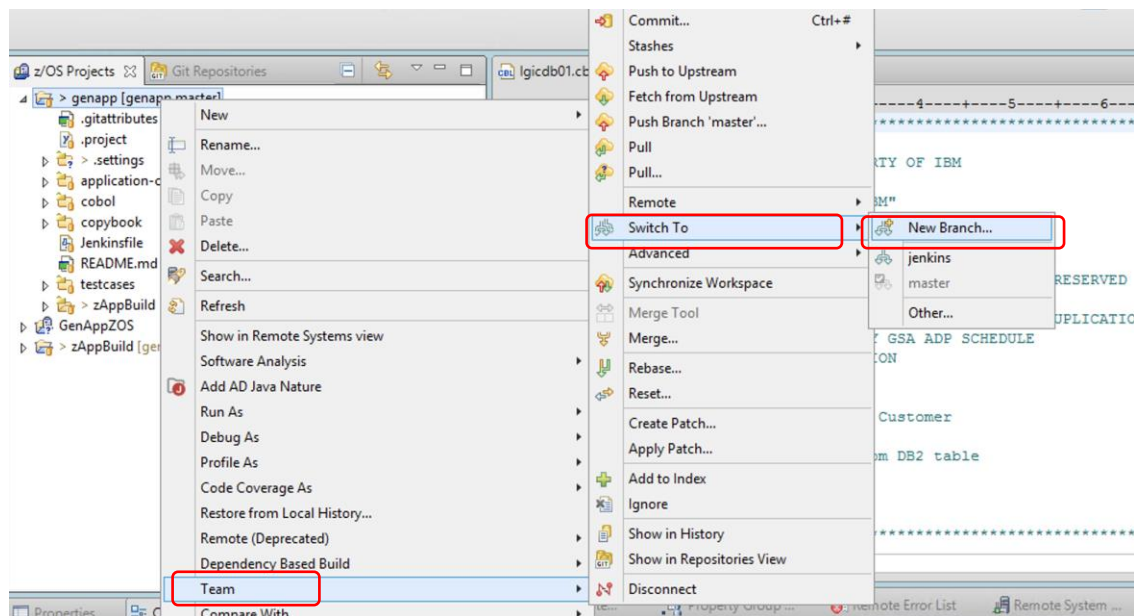 z/OS Projects
Git Repositories
lgicdb01.cb
> genapp [genapp master]
.gitattributes
.project
> .settings
application-c
cobol
copybook
Jenkinsfile
README.md
testcases
> zAppBuild
GenAppZOS
> zAppBuild [gen
New
Rename...
Move...
Copy
Paste
Delete...
Search...
Refresh
Show in Remote Systems view
Software Analysis
Add AD Java Nature
Run As
Debug As
Profile As
Code Coverage As
Restore from Local History...
Remote (Deprecated)
Dependency Based Build
Team
Compare With
Commit... Ctrl+#
Stashes
Push to Upstream
Fetch from Upstream
Push Branch 'master'...
Pull
Pull...
Remote
Switch To
Advanced
Synchronize Workspace
Merge Tool
Merge...
Rebase...
Reset...
Create Patch...
Apply Patch...
Add to Index
Ignore
Show in History
Show in Repositories View
Disconnect
New Branch...
jenkins
master
Other...
-----4----+----5----+----6---
RTY OF IBM
BM"
RESERVED
UPLICATIO
Y GSA ADP SCHEDULE
ION
Customer
om DB2 table
Properties
Property Group ...
Remote Error List
Remote System ...